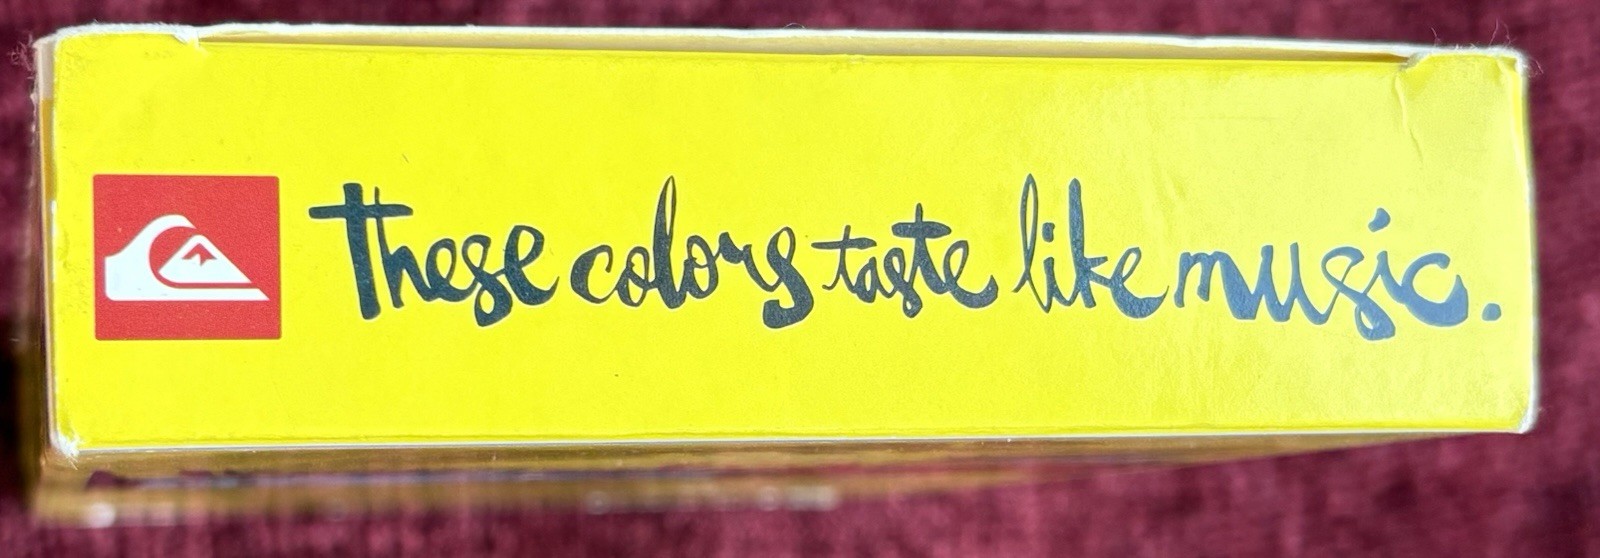 These colors taste like music.